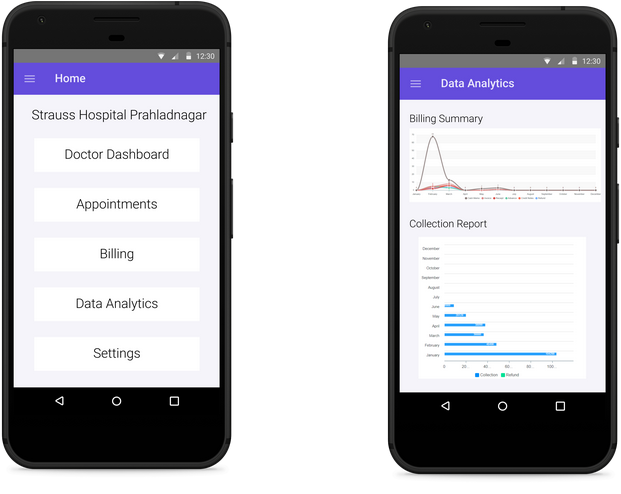 12:30
Home
Strauss Hospital Prahladnagar
Doctor Dashboard
Appointments
Billing
Data Analytics
Settings
12:30
Data Analytics
Billing Summary
Collection Report
December
November
October
September
August
July
June
May
April
March
February
January
0 20.. 40.. 60.. 80.. 100..
Collection Refund